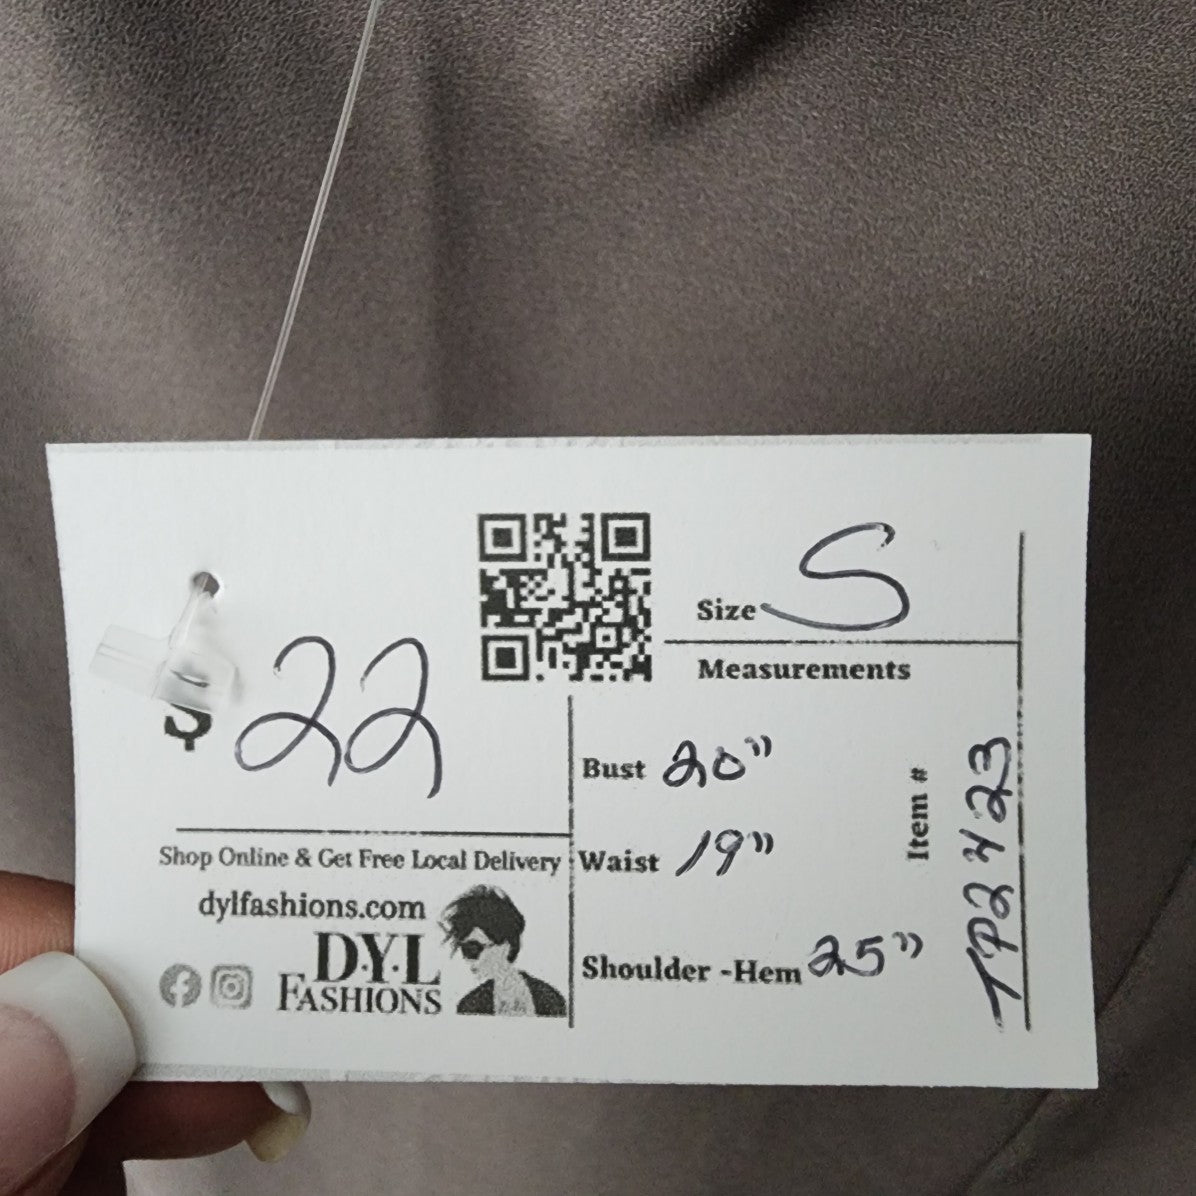 Size S
Measurements
$ 22
Bust 20"
Waist 19"
Shoulder -Hem 25"
Item # TP2423
Shop Online & Get Free Local Delivery
dylfashions.com
D·Y·L
FASHIONS